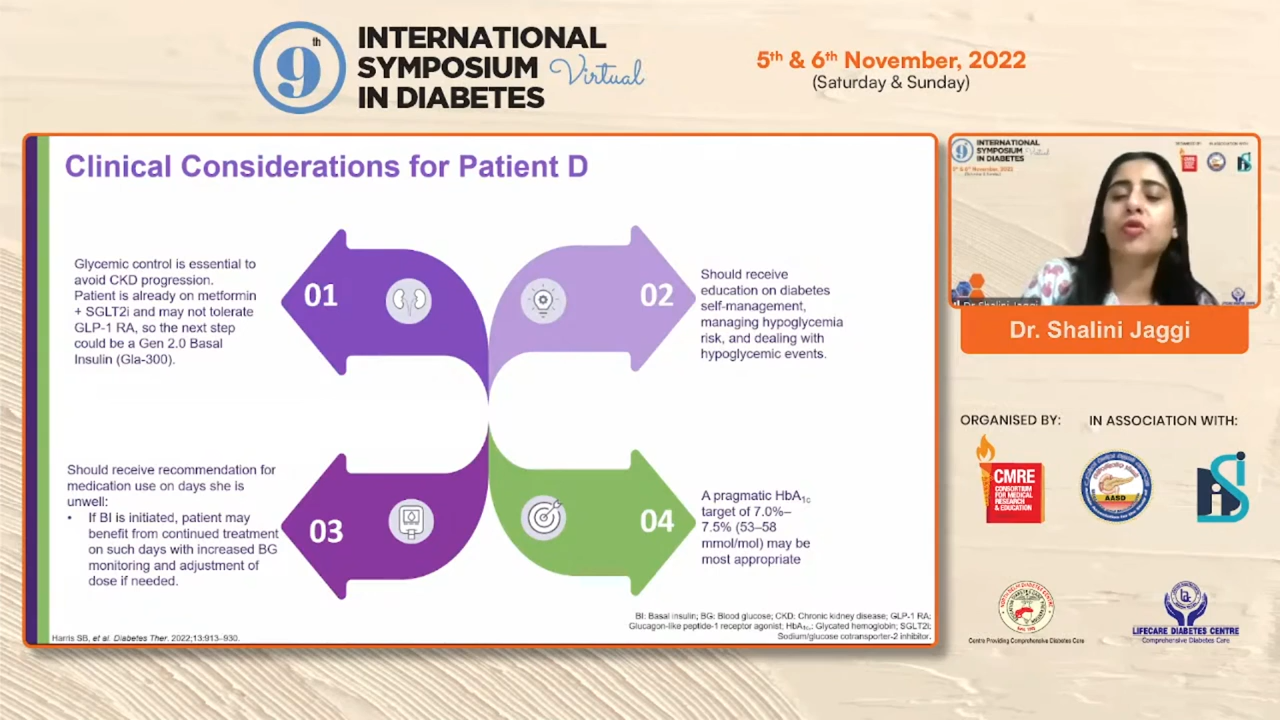 9th
INTERNATIONAL
SYMPOSIUM Virtual
IN DIABETES
5th & 6th November, 2022
(Saturday & Sunday)
Clinical Considerations for Patient D
Glycemic control is essential to
avoid CKD progression.
Patient is already on metformin
+ SGLT2i and may not tolerate
GLP-1 RA, so the next step
could be a Gen 2.0 Basal
Insulin (Gla-300).
01
02
Should receive
education on diabetes
self-management,
managing hypoglycemia
risk, and dealing with
hypoglycemic events.
Should receive recommendation for
medication use on days she is
unwell:
• If BI is initiated, patient may
benefit from continued treatment
on such days with increased BG
monitoring and adjustment of
dose if needed.
03
04
A pragmatic HbA1c
target of 7.0%–
7.5% (53–58
mmol/mol) may be
most appropriate
BI: Basal insulin; BG: Blood glucose; CKD: Chronic kidney disease; GLP-1 RA:
Glucagon-like peptide-1 receptor agonist; HbA1c: Glycated hemoglobin; SGLT2i:
Sodium/glucose cotransporter-2 inhibitor.
Harris SB, et al. Diabetes Ther. 2022;13:913–930.
9
INTERNATIONAL
SYMPOSIUM
IN DIABETES
Dr Shalini Jaggi
Dr. Shalini Jaggi
ORGANISED BY:
IN ASSOCIATION WITH:
CMRE
CONSORTIUM
FOR MEDICAL
RESEARCH
& EDUCATION
AASD
Centre Providing Comprehensive Diabetes Care
LIFECARE DIABETES CENTRE
Comprehensive Diabetes Care